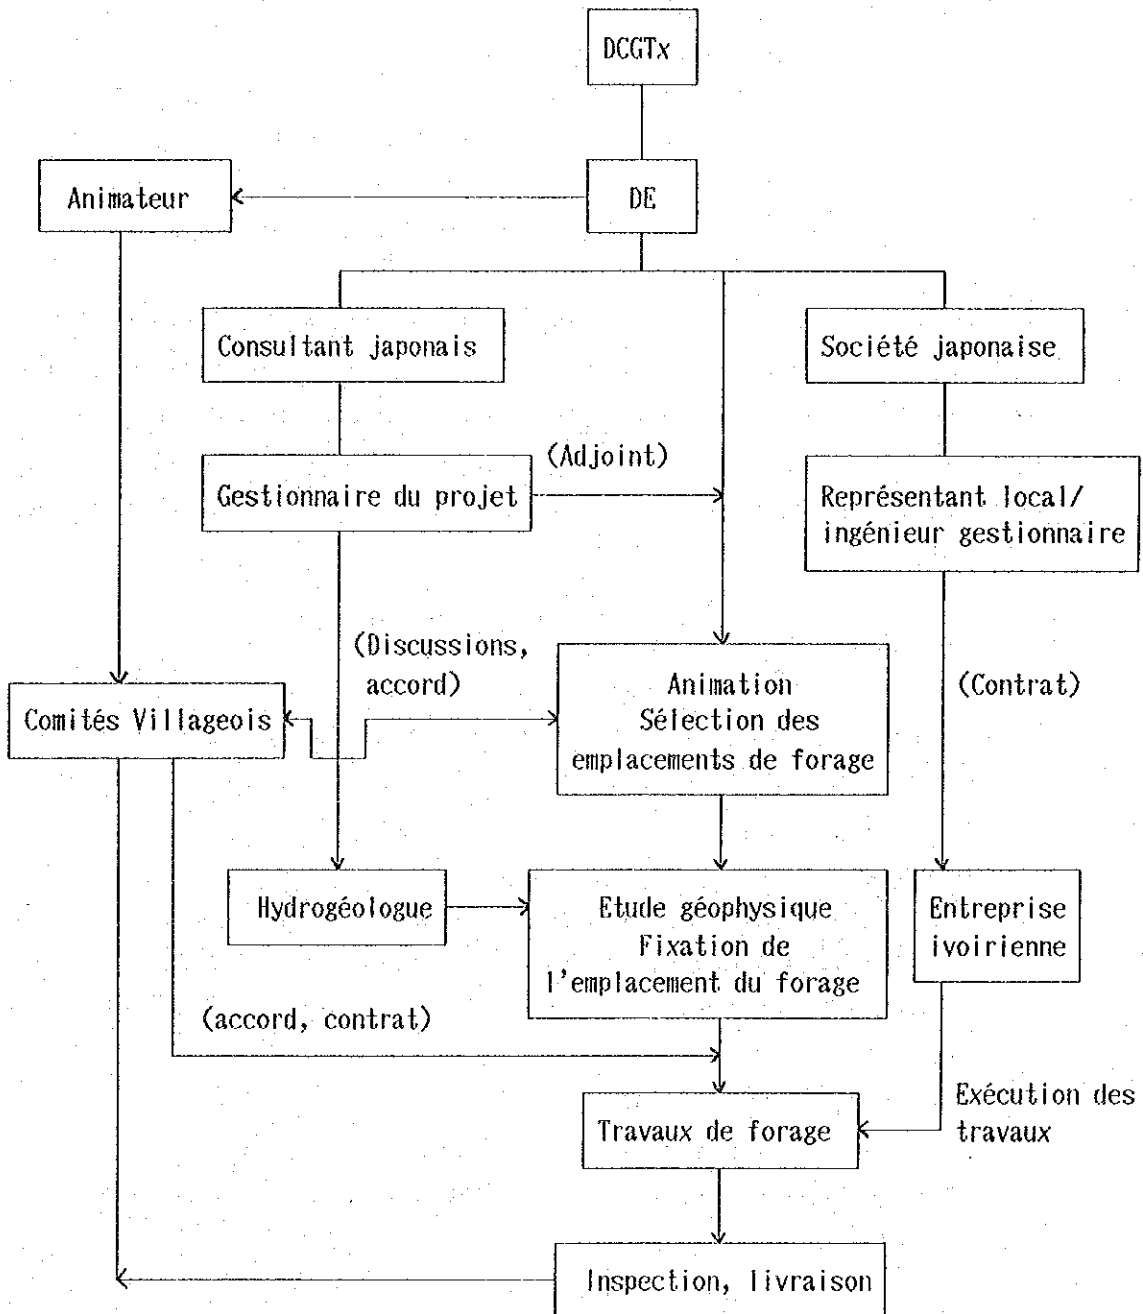 DCGTx
Animateur
DE
Consultant japonais
Société japonaise
(Adjoint)
Gestionnaire du projet
Représentant local/
ingénieur gestionnaire
(Discussions,
accord)
Comités Villageois
Animation
Sélection des
emplacements de forage
(Contrat)
Hydrogéologue
Etude géophysique
Fixation de
l'emplacement du forage
Entreprise
ivoirienne
(accord, contrat)
Travaux de forage
Exécution des
travaux
Inspection, livraison